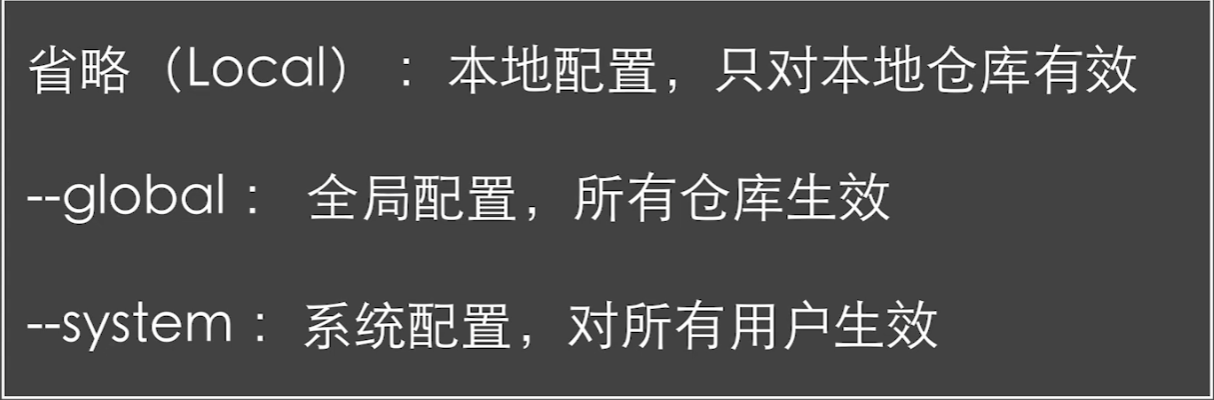 省略（Local）：本地配置，只对本地仓库有效
--global： 全局配置，所有仓库生效
--system：系统配置，对所有用户生效